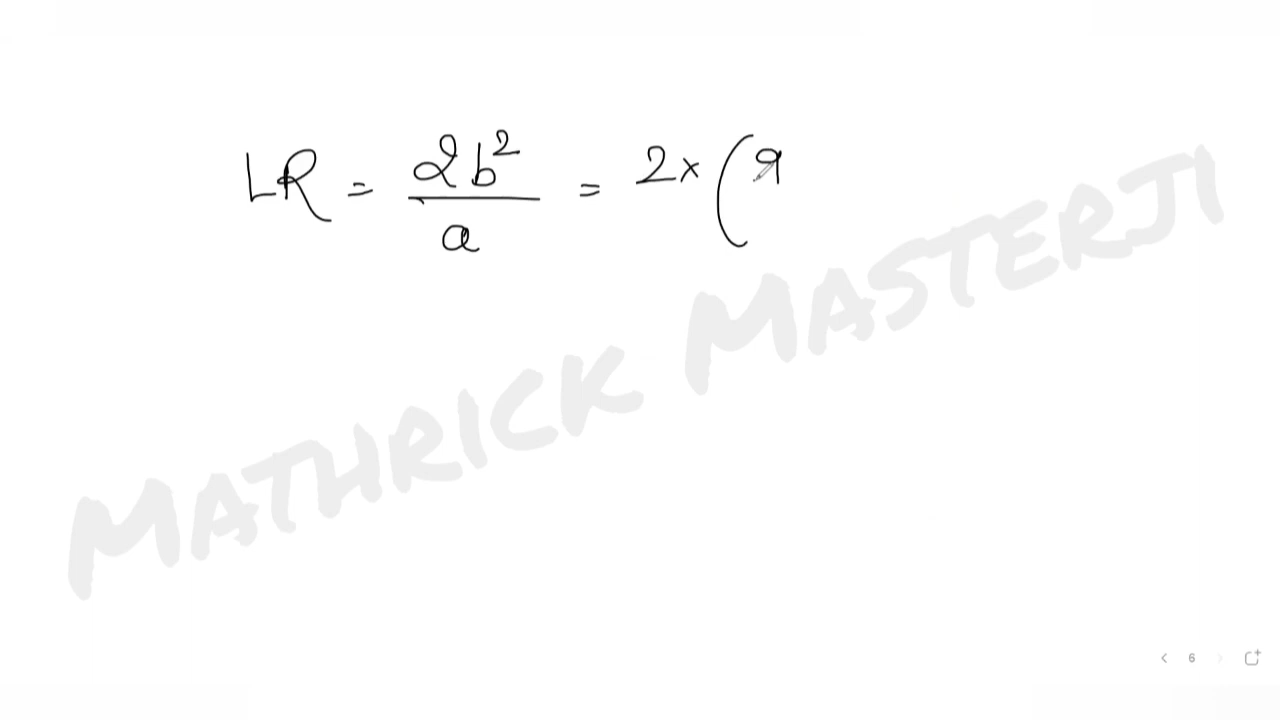 LR = 2b²/a = 2 × (9
MATHRICK MASTERJI
< 6 >